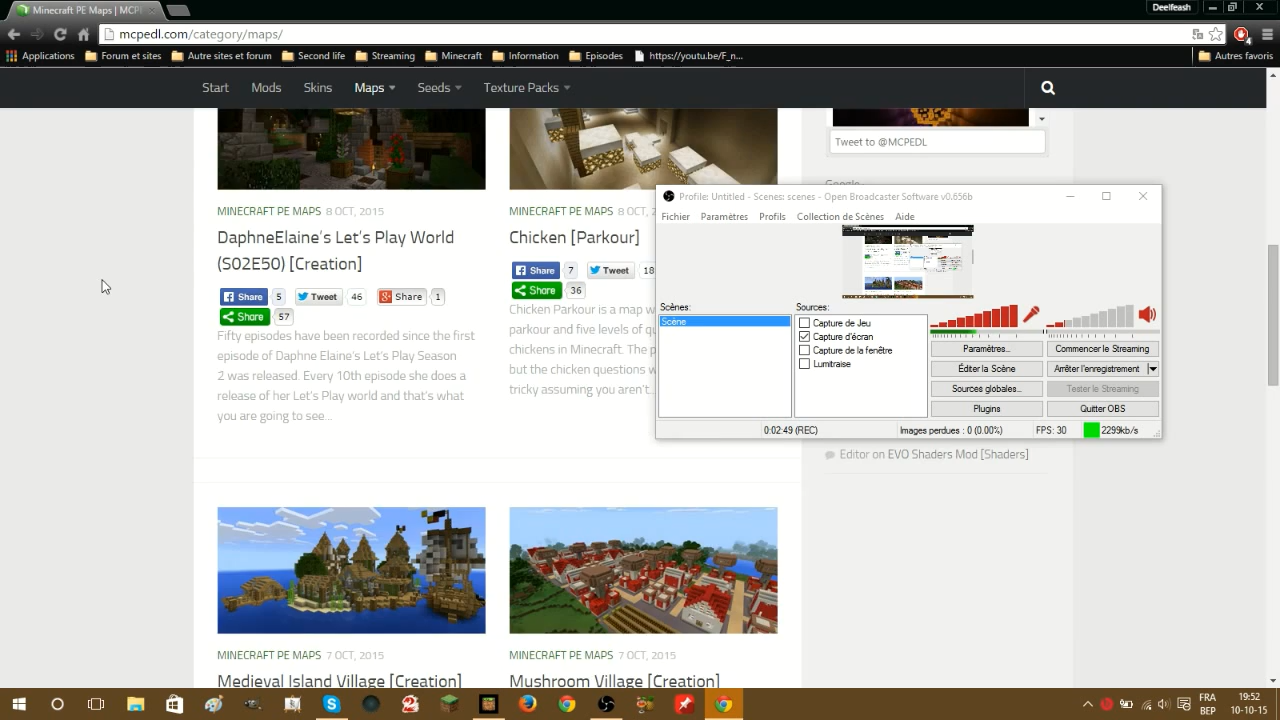 Minecraft PE Maps | MCP
Deelfeash
mcpedl.com/category/maps/
Applications Forum et sites Autre sites et forum Second life Streaming Minecraft Information Episodes https://youtu.be/F_n... Autres favoris
Start Mods Skins Maps Seeds Texture Packs
Tweet to @MCPEDL
MINECRAFT PE MAPS 8 OCT, 2015
DaphneElaine's Let's Play World
(S02E50) [Creation]
Share 5 Tweet 46 Share 1
Share 57
Fifty episodes have been recorded since the first
episode of Daphne Elaine's Let's Play Season
2 was released. Every 10th episode she does a
release of her Let's Play world and that's what
you are going to see...
MINECRAFT PE MAPS 8 OCT, 2
Chicken [Parkour]
Share 7 Tweet 18
Share 36
Chicken Parkour is a map w
parkour and five levels of qu
chickens in Minecraft. The p
but the chicken questions w
tricky assuming you aren't..
Profile: Untitled - Scenes: scenes - Open Broadcaster Software v0.656b
Fichier Paramètres Profils Collection de Scènes Aide
Scènes:
Scène
Sources:
Capture de Jeu
Capture d'écran
Capture de la fenêtre
Lumitraise
Paramètres... Commencer le Streaming
Éditer la Scène Arrêter l'enregistrement
Sources globales... Tester le Streaming
Plugins Quitter OBS
0:02:49 (REC) Images perdues : 0 (0.00%) FPS: 30 2299kb/s
Editor on EVO Shaders Mod [Shaders]
MINECRAFT PE MAPS 7 OCT, 2015
Medieval Island Village [Creation]
MINECRAFT PE MAPS 7 OCT, 2015
Mushroom Village [Creation]
FRA 19:52
BEP 10-10-15